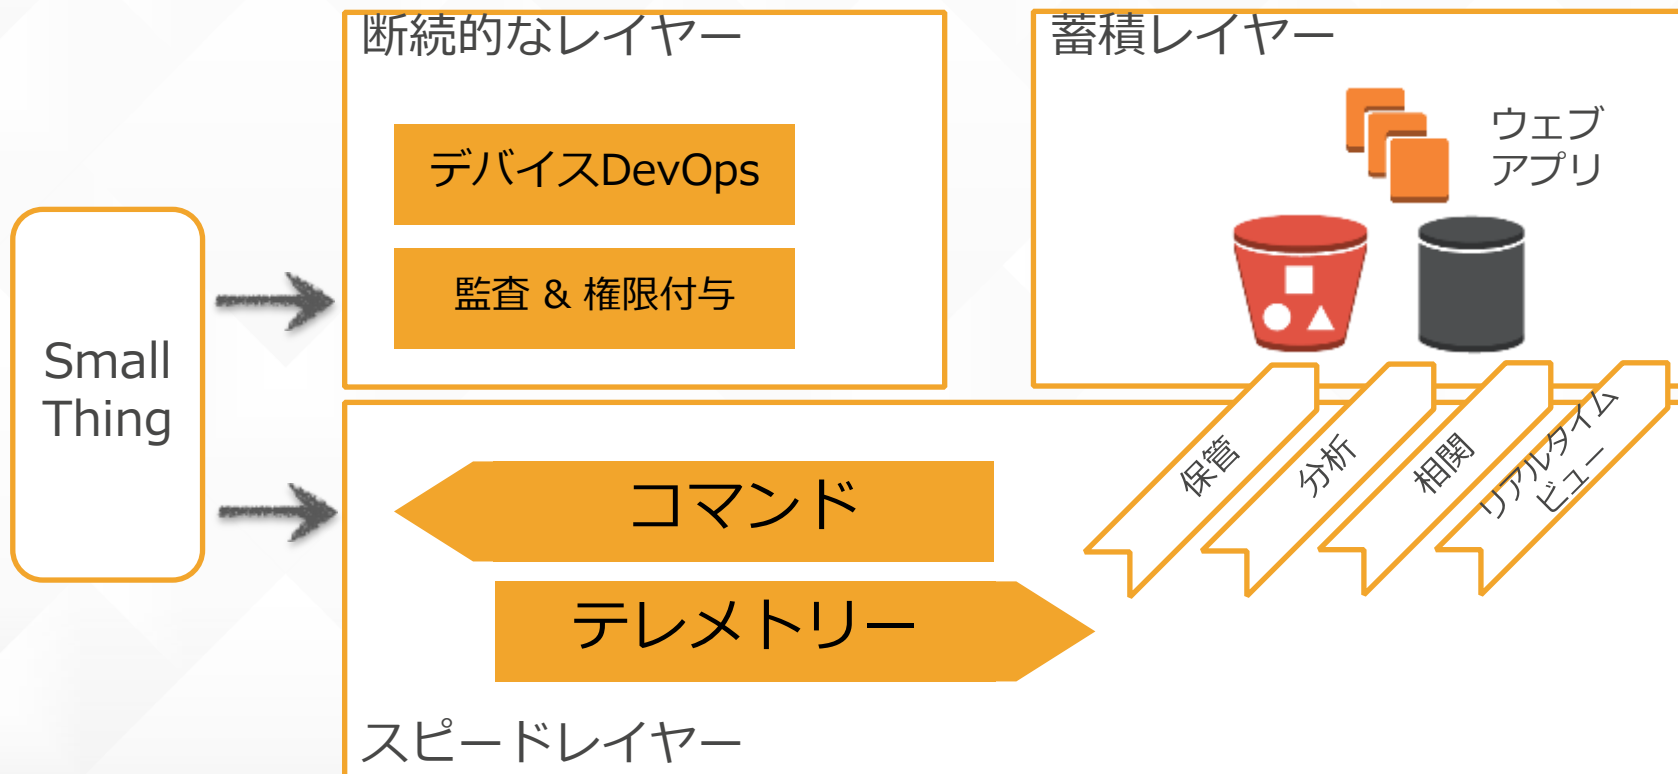 断続的なレイヤー
蓄積レイヤー
デバイスDevOps
監査 & 権限付与
ウェブ
アプリ
Small
Thing
保管
分析
相関
リアルタイム
ビュー
コマンド
テレメトリー
スピードレイヤー